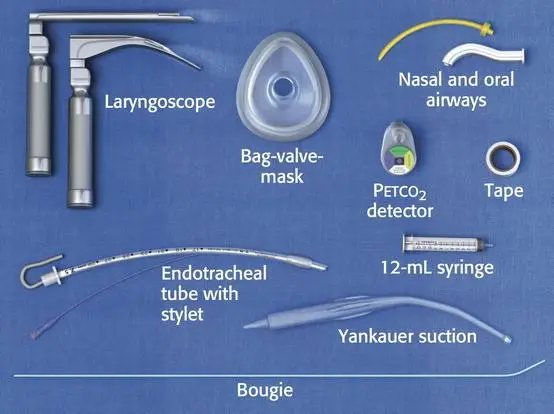 Laryngoscope
Bag-valve-
mask
Nasal and oral
airways
PETCO2
detector
Tape
12-mL syringe
Endotracheal
tube with
stylet
Yankauer suction
Bougie